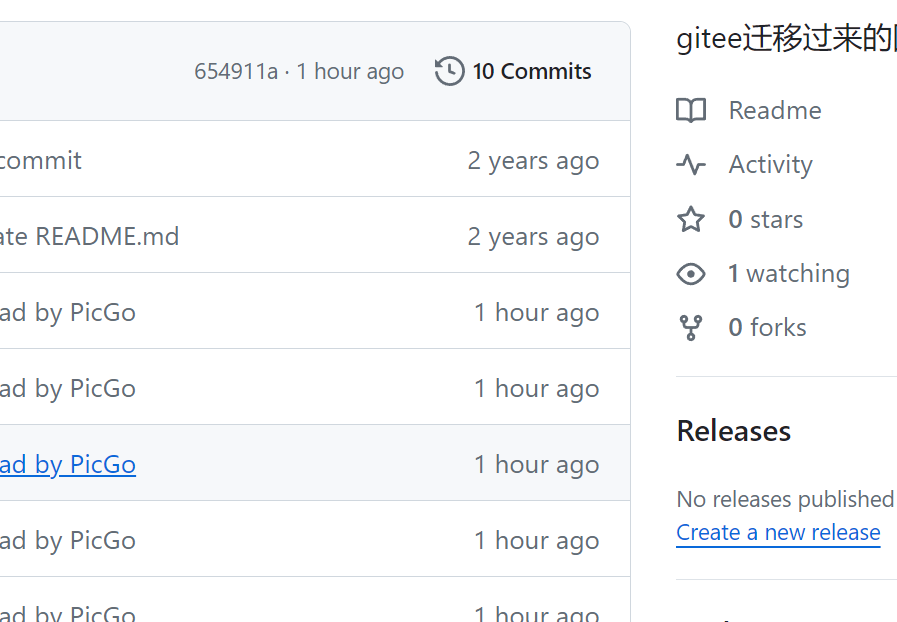 654911a · 1 hour ago 10 Commits
commit 2 years ago
ate README.md 2 years ago
ad by PicGo 1 hour ago
ad by PicGo 1 hour ago
ad by PicGo 1 hour ago
ad by PicGo 1 hour ago
ad by PicGo 1 hour ago
gitee迁移过来的
Readme
Activity
0 stars
1 watching
0 forks
Releases
No releases published
Create a new release